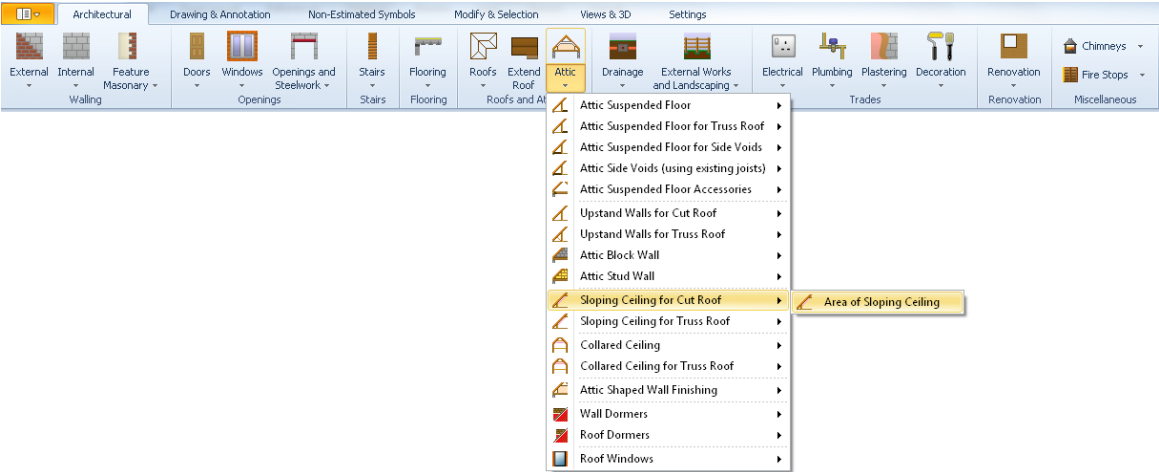 Architectural Drawing & Annotation Non-Estimated Symbols Modify & Selection Views & 3D Settings
External Internal Feature Masonary Doors Windows Openings and Steelwork Stairs Flooring Roofs Extend Roof Attic Drainage External Works and Landscaping Electrical Plumbing Plastering Decoration Renovation Chimneys Fire Stops
Walling Openings Stairs Flooring Roofs and At Trades Renovation Miscellaneous
Attic Suspended Floor
Attic Suspended Floor for Truss Roof
Attic Suspended Floor for Side Voids
Attic Side Voids (using existing joists)
Attic Suspended Floor Accessories
Upstand Walls for Cut Roof
Upstand Walls for Truss Roof
Attic Block Wall
Attic Stud Wall
Sloping Ceiling for Cut Roof Area of Sloping Ceiling
Sloping Ceiling for Truss Roof
Collared Ceiling
Collared Ceiling for Truss Roof
Attic Shaped Wall Finishing
Wall Dormers
Roof Dormers
Roof Windows